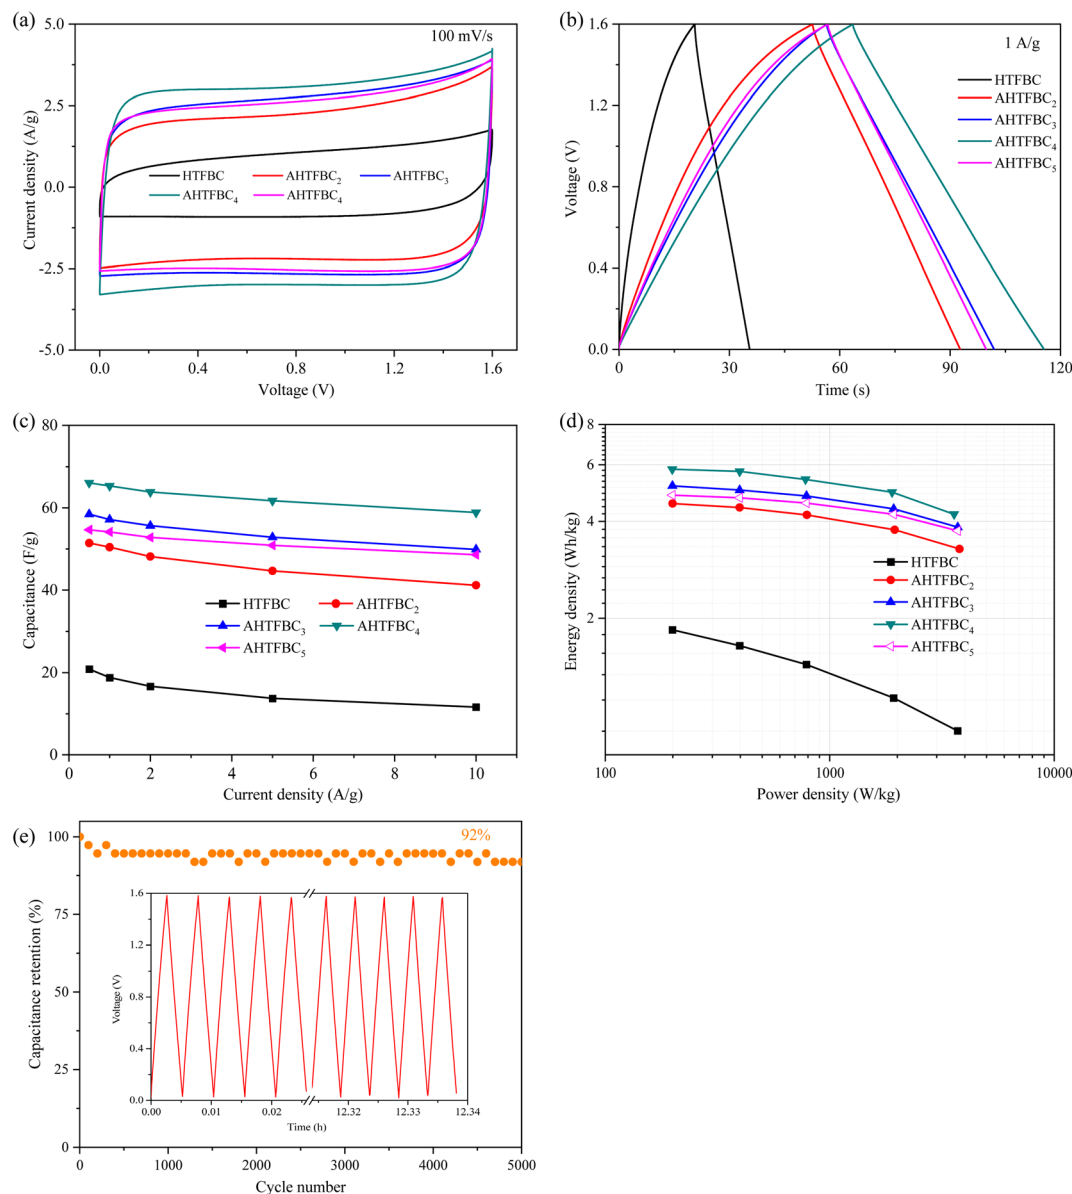 (a)
5.0
2.5
0.0
-2.5
-5.0
Current density (A/g)
100 mV/s
HTFBC AHTFBC₂ AHTFBC₃
AHTFBC₄ AHTFBC₄
0.0 0.4 0.8 1.2 1.6
Voltage (V)
(b)
1.6
1.2
0.8
0.4
0.0
Voltage (V)
1 A/g
HTFBC
AHTFBC₂
AHTFBC₃
AHTFBC₄
AHTFBC₅
0 30 60 90 120
Time (s)
(c)
80
60
40
20
0
Capacitance (F/g)
HTFBC AHTFBC₂
AHTFBC₃ AHTFBC₄
AHTFBC₅
0 2 4 6 8 10
Current density (A/g)
(d)
8
6
4
2
Energy density (Wh/kg)
HTFBC
AHTFBC₂
AHTFBC₃
AHTFBC₄
AHTFBC₅
100 1000 10000
Power density (W/kg)
(e)
100
75
50
25
0
Capacitance retention (%)
92%
1.6
1.2
0.8
0.4
0.0
Voltage (V)
0.00 0.01 0.02 12.32 12.33 12.34
Time (h)
0 1000 2000 3000 4000 5000
Cycle number